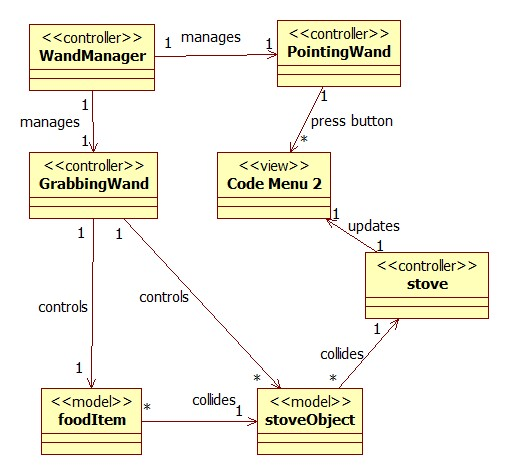 <<controller>>
WandManager
1
manages
1
<<controller>>
PointingWand
1
manages
1
1
press button
*
<<controller>>
GrabbingWand
<<view>>
Code Menu 2
1
updates
1
1
1
<<controller>>
stove
controls
controls
1
collides
1
*
*
<<model>>
foodItem
*
collides
1
<<model>>
stoveObject